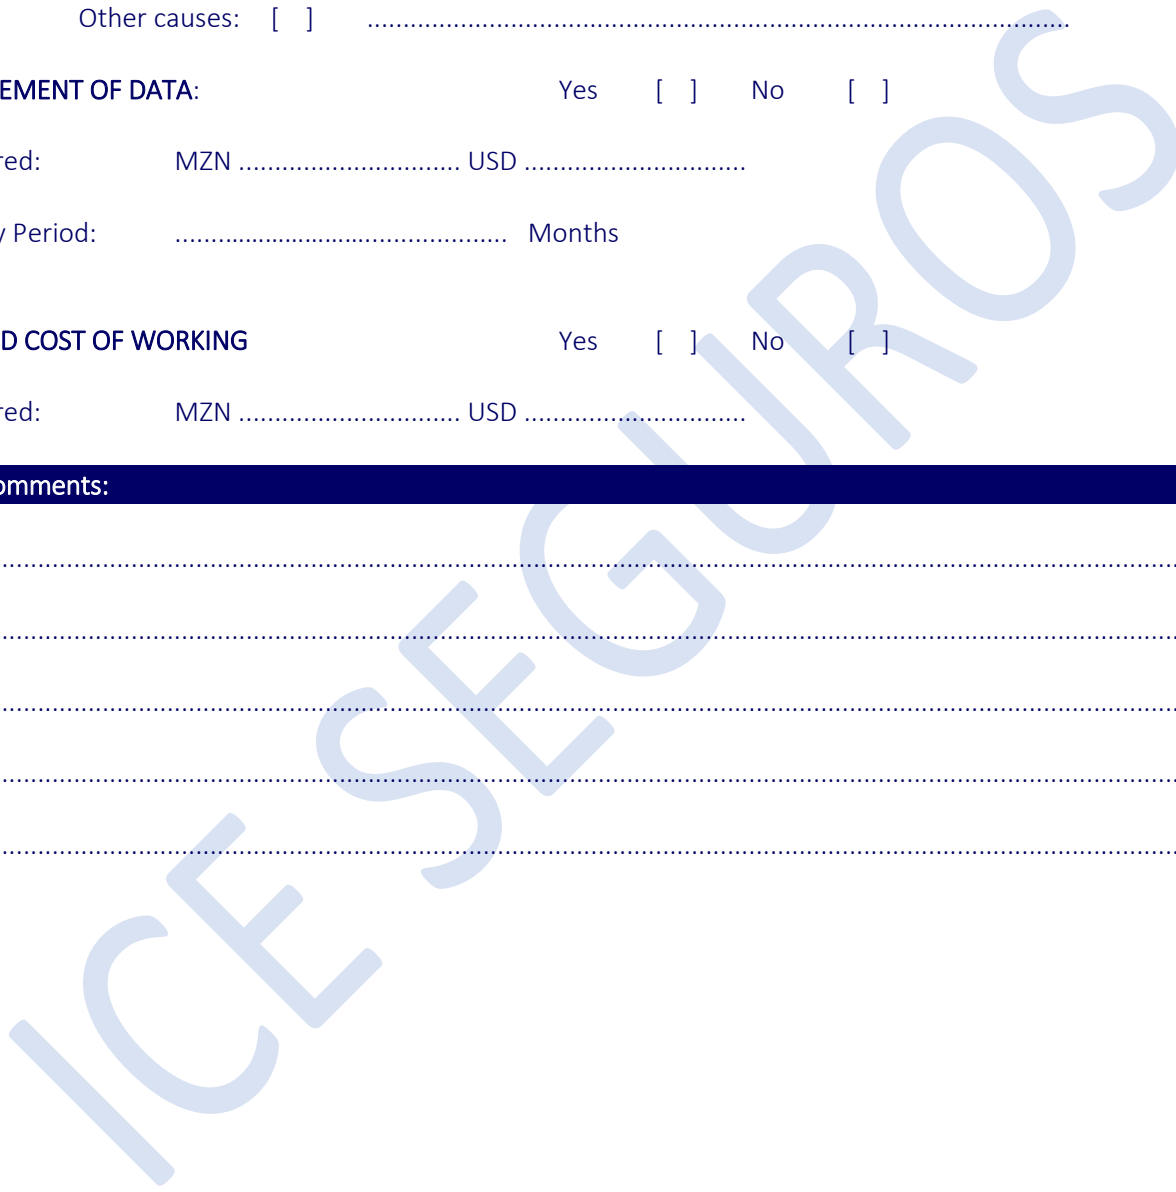 Other causes: [ ] ..................................................................................................
EMENT OF DATA: Yes [ ] No [ ]
red: MZN ............................... USD ...............................
y Period: .............................................. Months
D COST OF WORKING Yes [ ] No [ ]
red: MZN ............................... USD ...............................
omments:
....................................................................................................................................................................
....................................................................................................................................................................
....................................................................................................................................................................
....................................................................................................................................................................
....................................................................................................................................................................
ICE SEGUROS